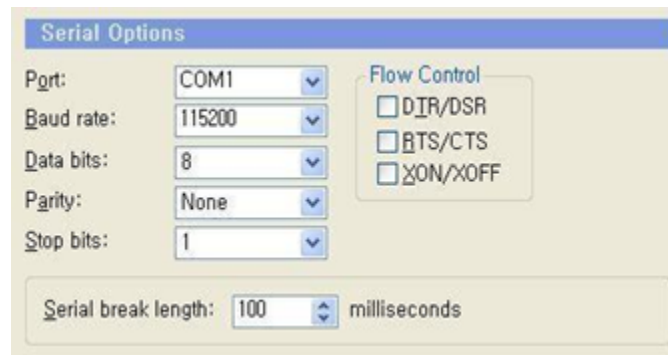 Serial Options
Port: COM1
Baud rate: 115200
Data bits: 8
Parity: None
Stop bits: 1
Flow Control
DTR/DSR
RTS/CTS
XON/XOFF
Serial break length: 100 milliseconds